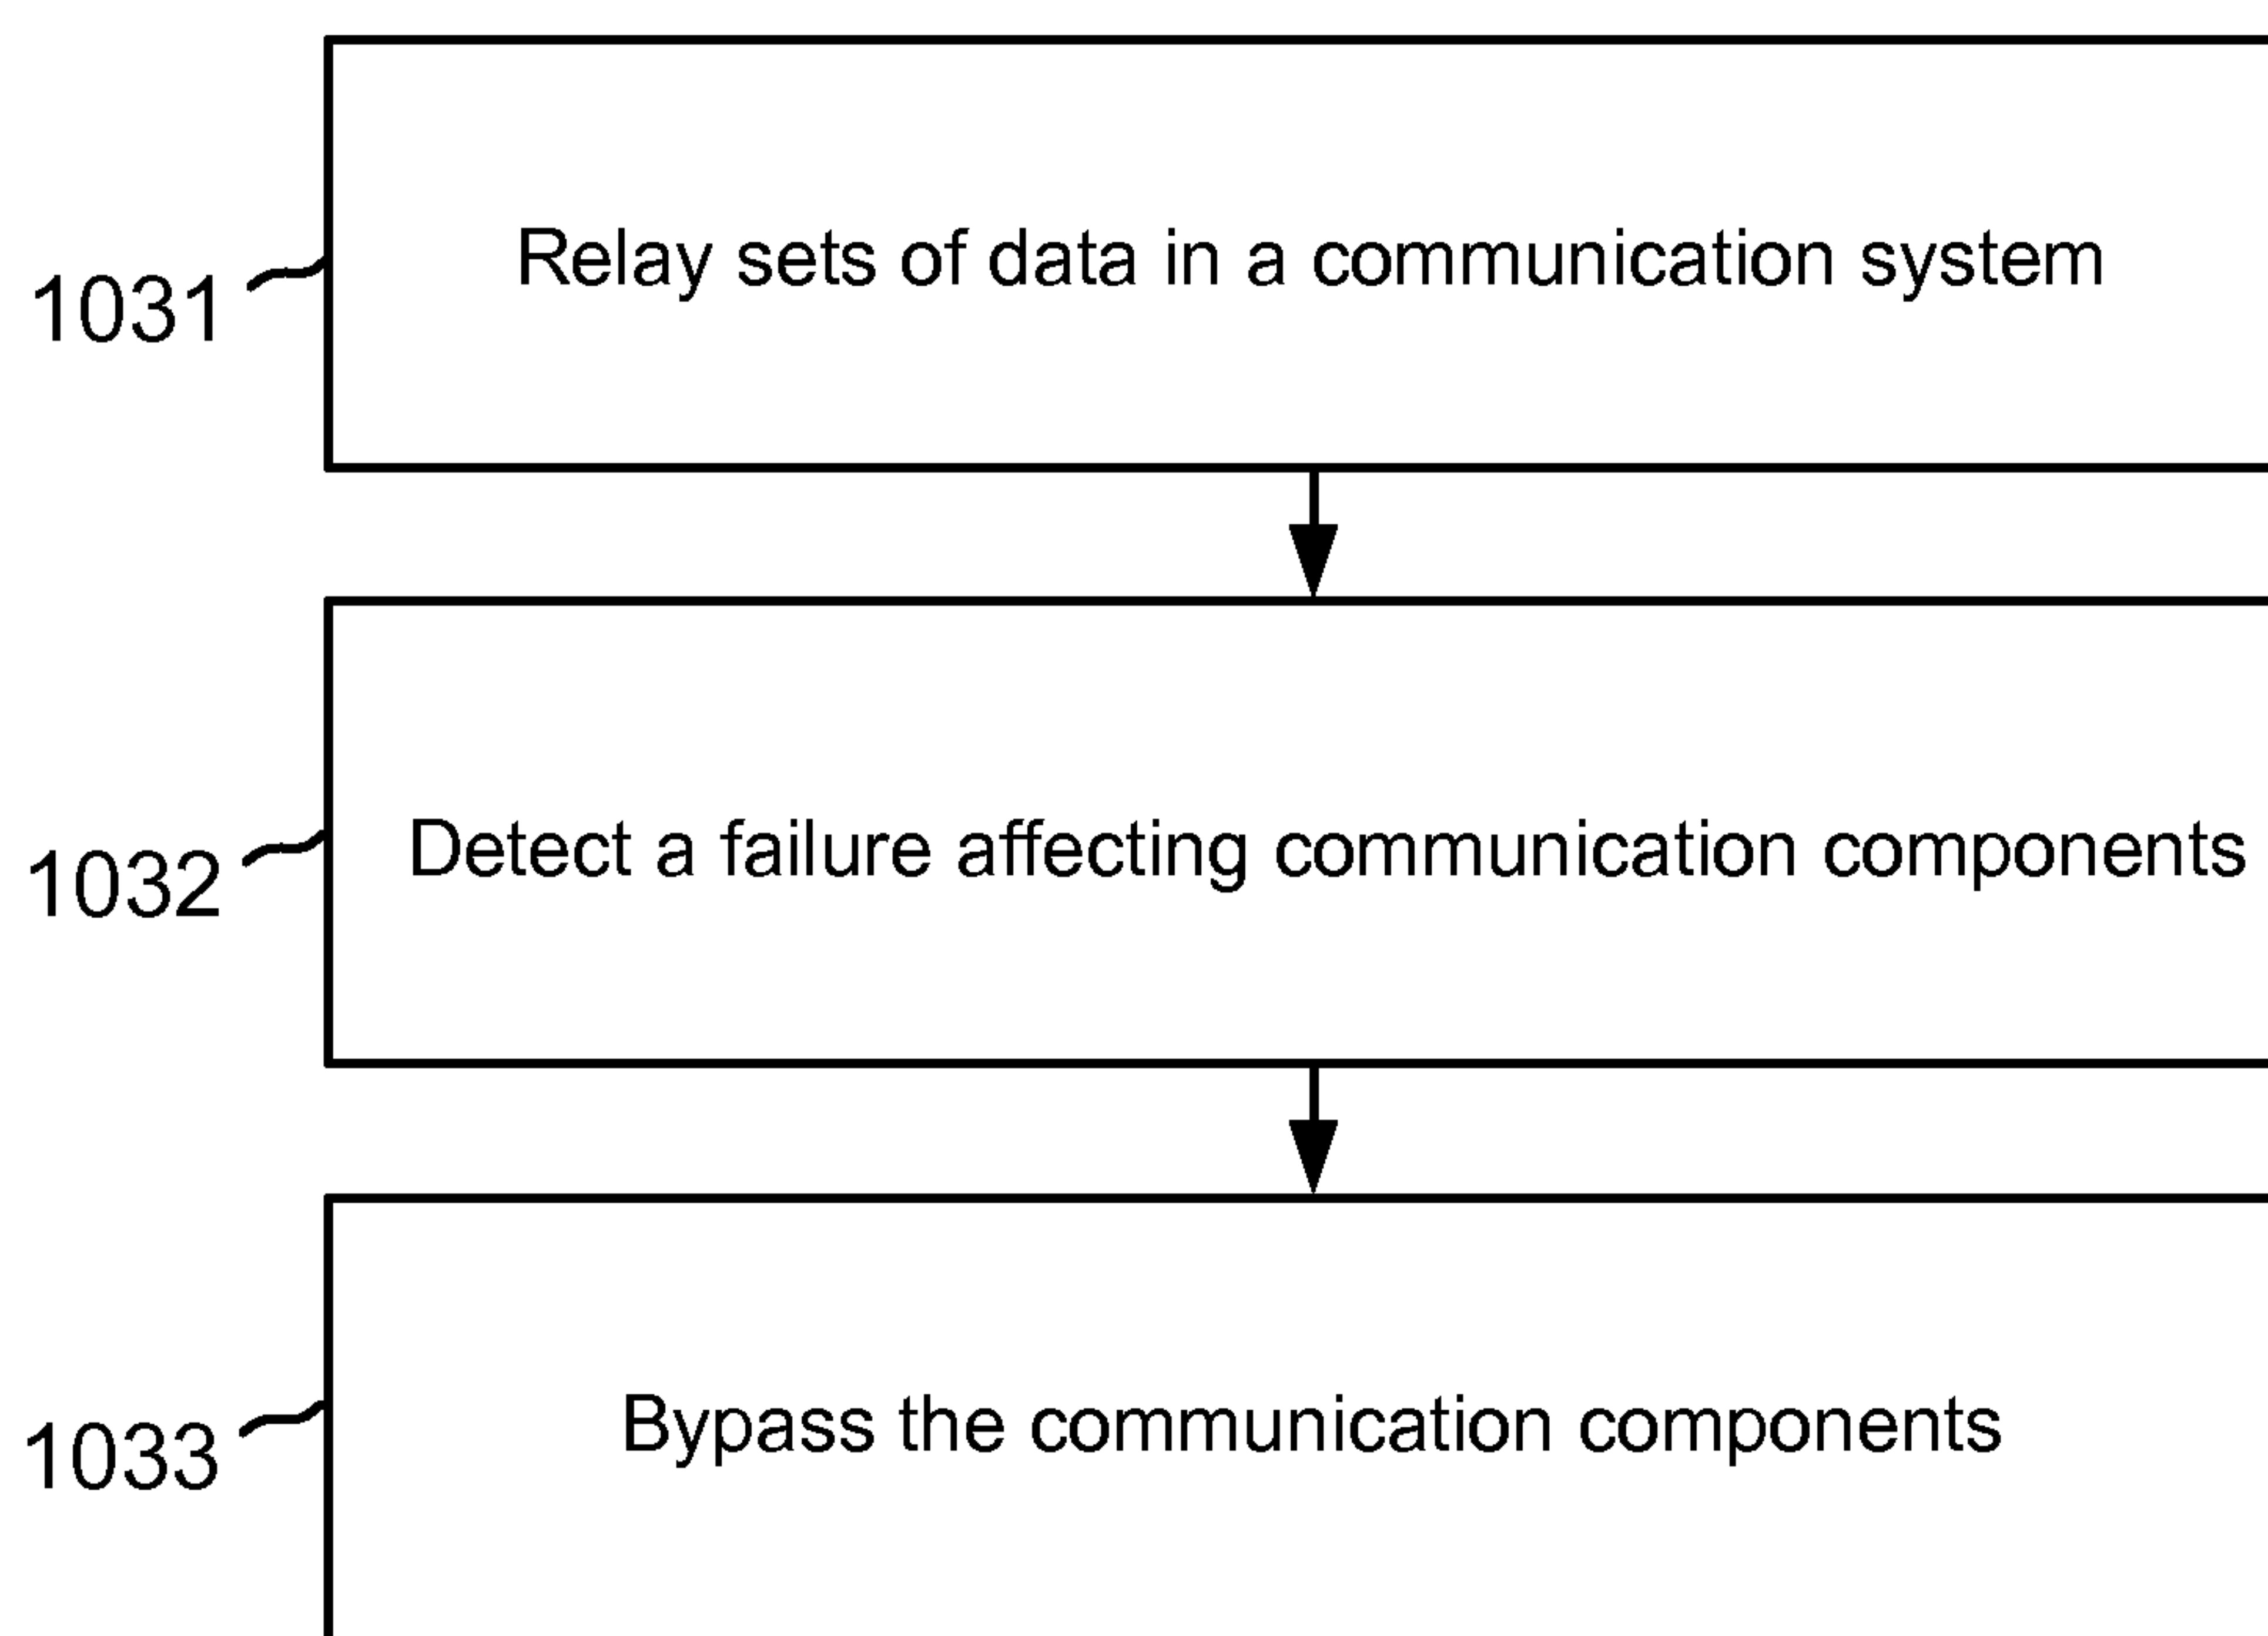 Relay sets of data in a communication system
1031
Detect a failure affecting communication components
1032
Bypass the communication components
1033